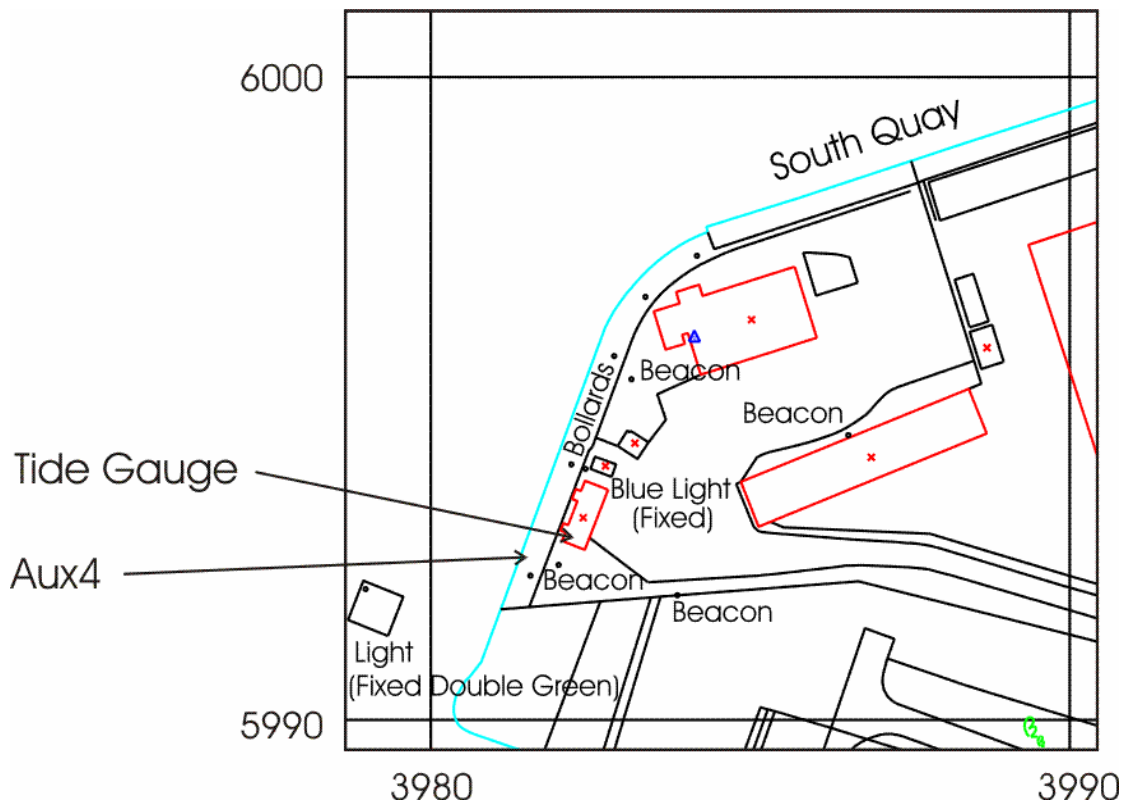 6000
South Quay
Bollards
Beacon
Beacon
Tide Gauge
Blue Light
(Fixed)
Aux4
Beacon
Beacon
Light
(Fixed Double Green)
5990
3980
3990